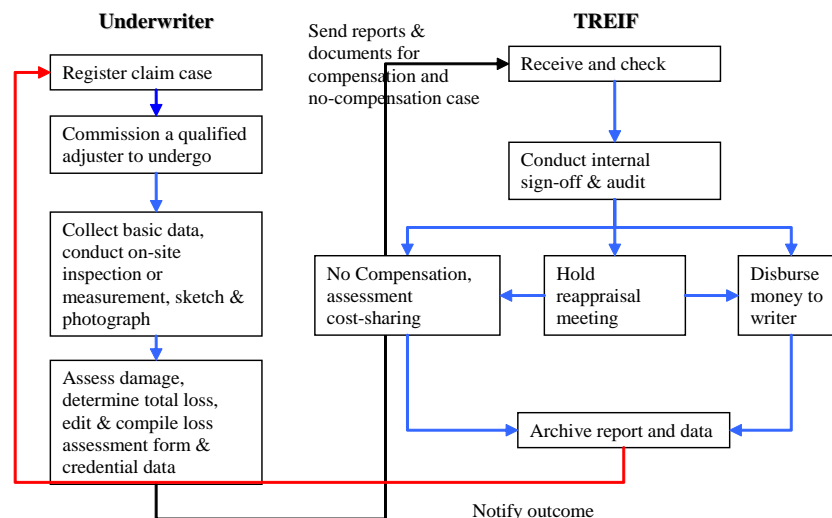 Underwriter
Register claim case
Commission a qualified
adjuster to undergo
Collect basic data,
conduct on-site
inspection or
measurement, sketch &
photograph
Assess damage,
determine total loss,
edit & compile loss
assessment form &
credential data
Send reports &
documents for
compensation and
no-compensation case
TREIF
Receive and check
Conduct internal
sign-off & audit
No Compensation,
assessment
cost-sharing
Hold
reappraisal
meeting
Disburse
money to
writer
Archive report and data
Notify outcome